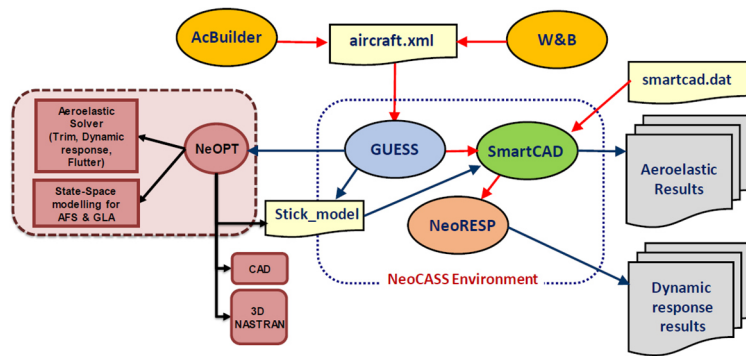 AcBuilder
aircraft.xml
W&B
smartcad.dat
Aeroelastic
Solver
(Trim, Dynamic
response,
Flutter)
NeOPT
GUESS
SmartCAD
Aeroelastic
Results
State-Space
modelling for
AFS & GLA
Stick_model
NeoRESP
CAD
NeoCASS Environment
3D
NASTRAN
Dynamic
response
results